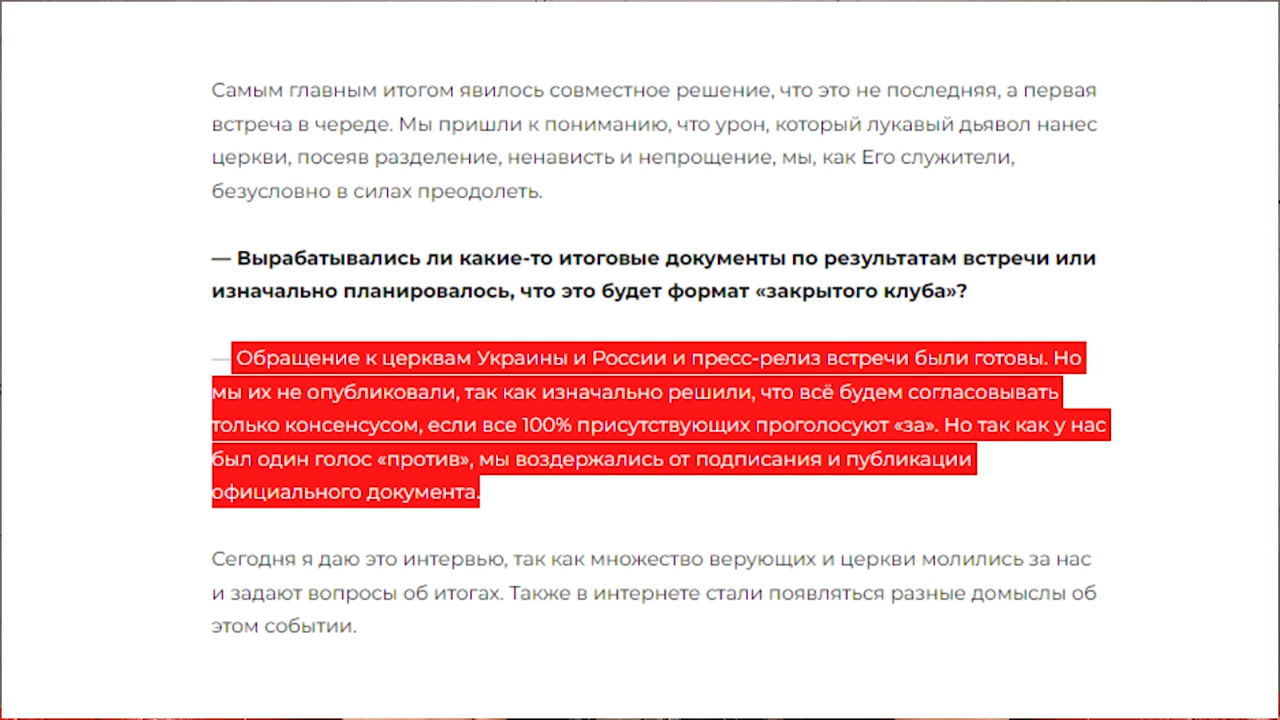 Самым главным итогом явилось совместное решение, что это не последняя, а первая
встреча в череде. Мы пришли к пониманию, что урон, который лукавый дьявол нанес
церкви, посеяв разделение, ненависть и непрощение, мы, как Его служители,
безусловно в силах преодолеть.
— Вырабатывались ли какие-то итоговые документы по результатам встречи или
изначально планировалось, что это будет формат «закрытого клуба»?
— Обращение к церквам Украины и России и пресс-релиз встречи были готовы. Но
мы их не опубликовали, так как изначально решили, что всё будем согласовывать
только консенсусом, если все 100% присутствующих проголосуют «за». Но так как у нас
был один голос «против», мы воздержались от подписания и публикации
официального документа.
Сегодня я даю это интервью, так как множество верующих и церкви молились за нас
и задают вопросы об итогах. Также в интернете стали появляться разные домыслы об
этом событии.